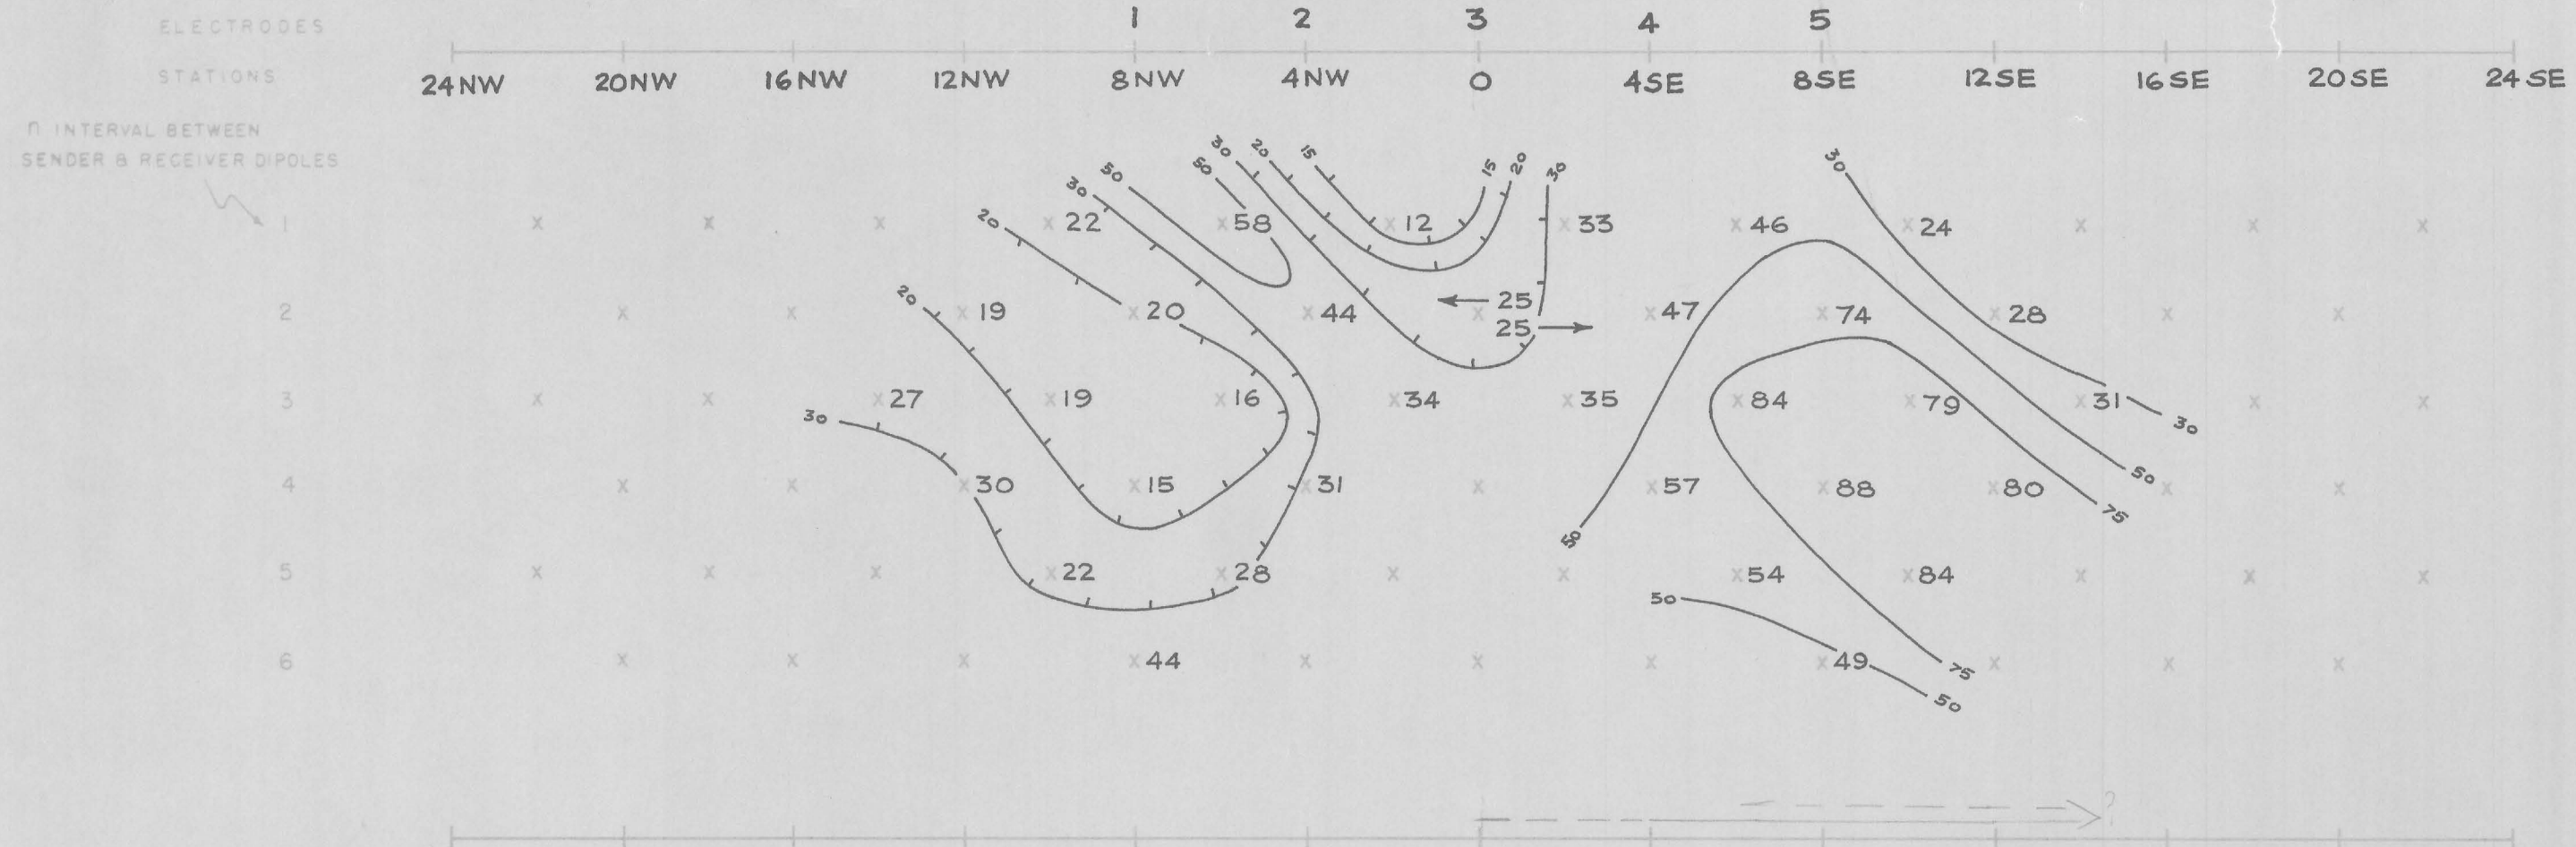 ELECTRODES 1 2 3 4 5
STATIONS 24NW 20NW 16NW 12NW 8NW 4NW 0 4SE 8SE 12SE 16SE 20SE 24SE
n INTERVAL BETWEEN
SENDER & RECEIVER DIPOLES
30 20 15 15 20 30 30
50 50
30
20
1 x x x x 22 x 58 x 12 x 33 x 46 x 24 x x x
20
25
2 x x x 19 x 20 x 44 x x 47 x 74 x 28 x x
25
3 x x x 27 x 19 x 16 x 34 x 35 x 84 x 79 x 31 x x
30 30
50
4 x x x 30 x 15 x 31 x x 57 x 88 x 80 x x
75
50
5 x x x x 22 x 28 x x x 54 x 84 x x x
50
6 x x x x 44 x x x x 49 x x x
75
50
?